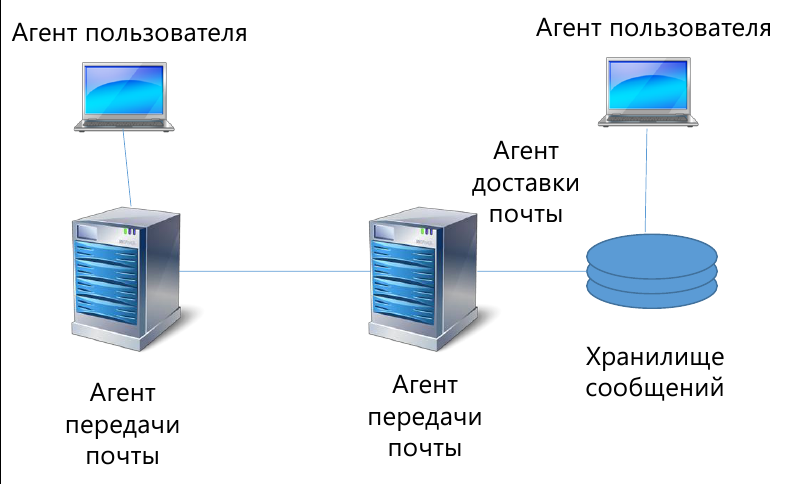 Агент пользователя
Агент пользователя
Агент
доставки
почты
Хранилище
сообщений
Агент
передачи
почты
Агент
передачи
почты